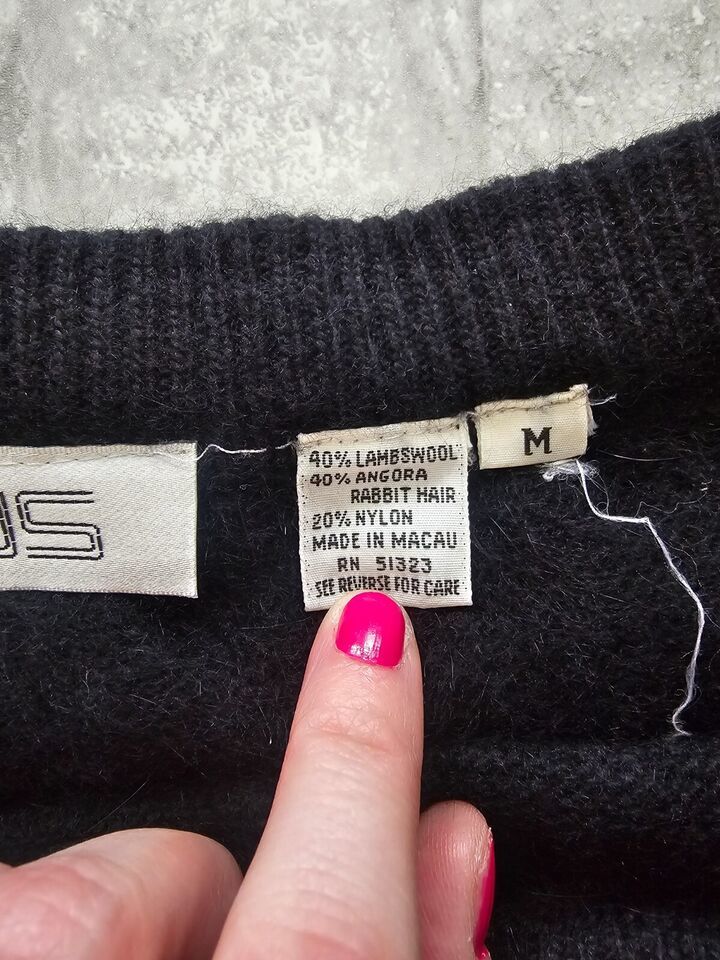 40% LAMBSWOOL
40% ANGORA
RABBIT HAIR
20% NYLON
MADE IN MACAU
RN 51323
SEE REVERSE FOR CARE
M